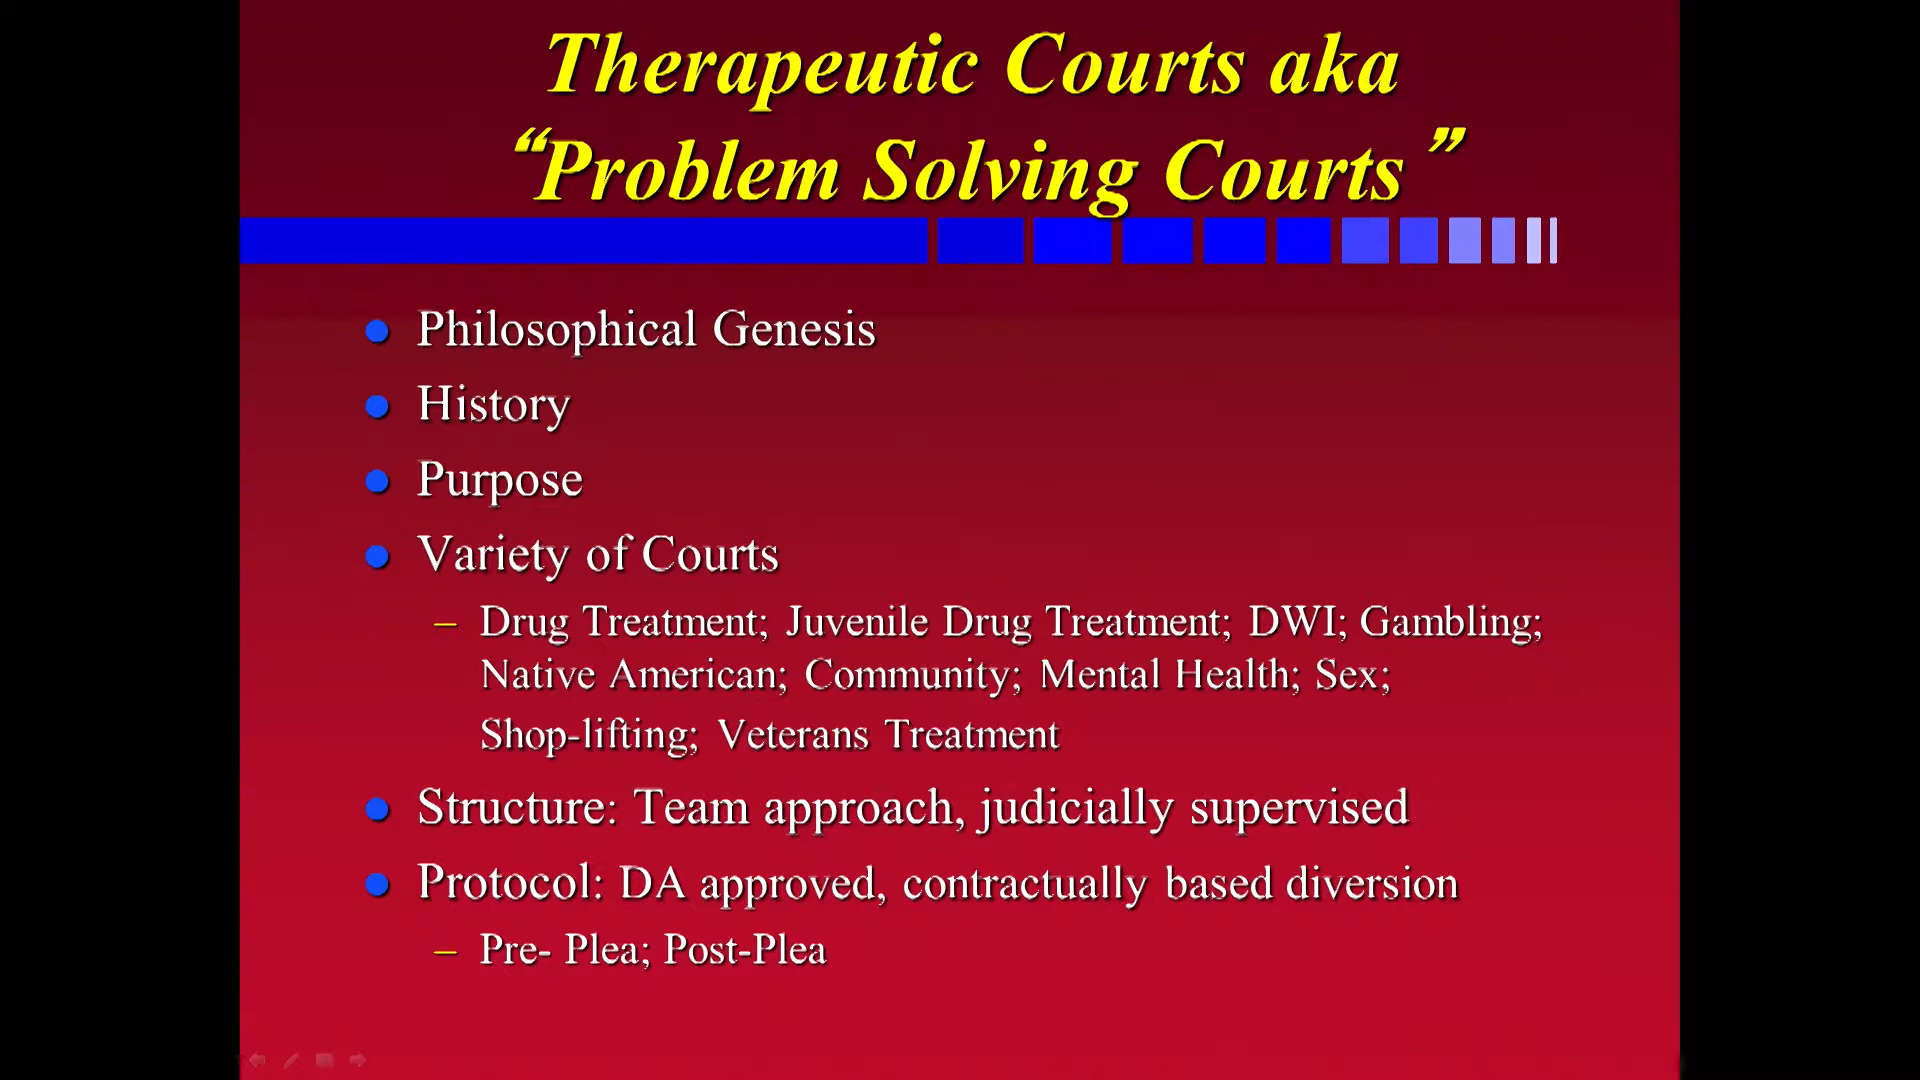 Therapeutic Courts aka
“Problem Solving Courts”
Philosophical Genesis
History
Purpose
Variety of Courts
– Drug Treatment; Juvenile Drug Treatment; DWI; Gambling;
Native American; Community; Mental Health; Sex;
Shop-lifting; Veterans Treatment
Structure: Team approach, judicially supervised
Protocol: DA approved, contractually based diversion
– Pre- Plea; Post-Plea